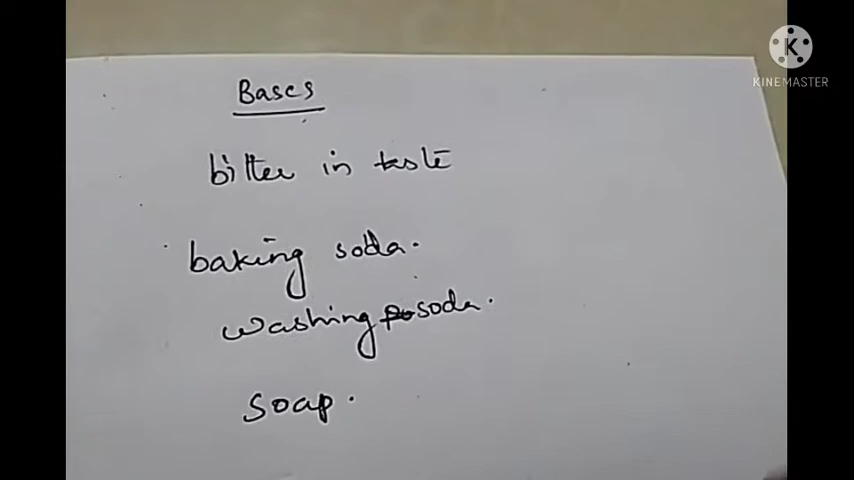 Bases
bitter in taste
baking soda.
washing soda.
soap.
K
KINEMASTER